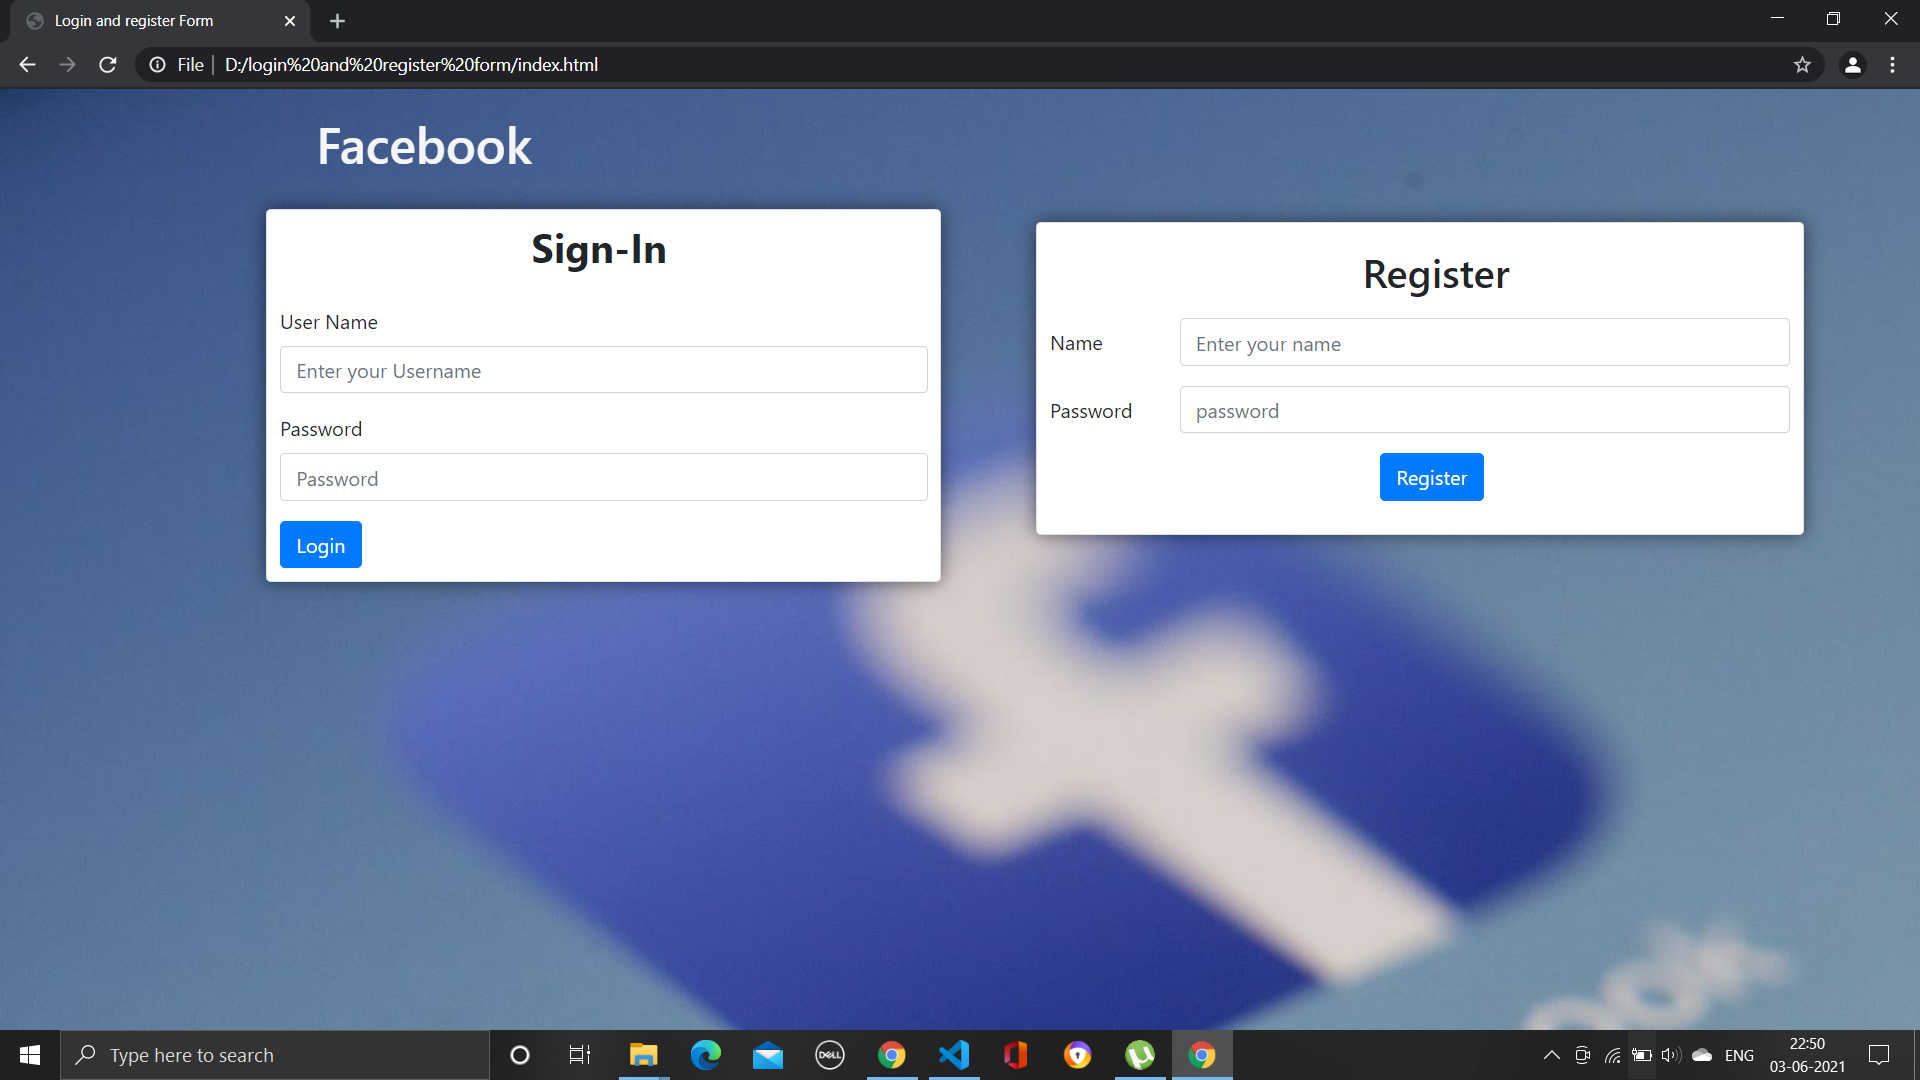 Login and register Form
File
D:/login%20and%20register%20form/index.html
Facebook
Sign-In
User Name
Enter your Username
Password
Password
Login
Register
Name
Enter your name
Password
password
Register
Type here to search
DELL
ENG
22:50
03-06-2021